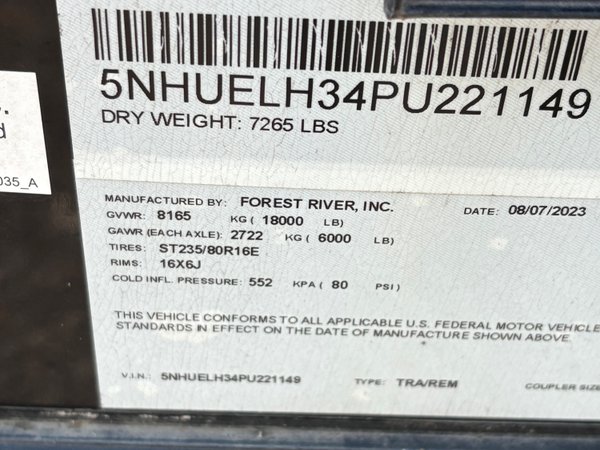 5NHUELH34PU221149
DRY WEIGHT: 7265 LBS
035_A
MANUFACTURED BY: FOREST RIVER, INC. DATE: 08/07/2023
GVWR: 8165 KG ( 18000 LB)
GAWR (EACH AXLE): 2722 KG ( 6000 LB)
TIRES: ST235/80R16E
RIMS: 16X6J
COLD INFL. PRESSURE: 552 KPA ( 80 PSI )
THIS VEHICLE CONFORMS TO ALL APPLICABLE U.S. FEDERAL MOTOR VEHICLE
STANDARDS IN EFFECT ON THE DATE OF MANUFACTURE SHOWN ABOVE.
V.I.N.: 5NHUELH34PU221149 TYPE: TRA/REM COUPLER SIZE